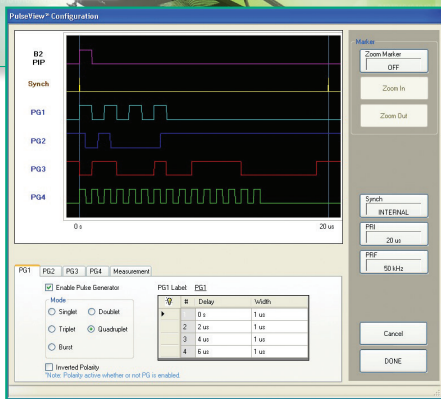 PulseView™ Configuration
B2
PIP
Synch
PG1
PG2
PG3
PG4
0 s
20 us
Marker
Zoom Marker
OFF
Zoom In
Zoom Out
Synch
INTERNAL
PRI
20 us
PRF
50 kHz
Cancel
DONE
PG1 PG2 PG3 PG4 Measurement
Enable Pulse Generator
PG1 Label: PG1
Mode
Singlet Doublet
Triplet Quadruplet
Burst
Inverted Polarity
*Note: Polarity active whether or not PG is enabled.
# Delay Width
1 0 s 1 us
2 2 us 1 us
3 4 us 1 us
4 6 us 1 us